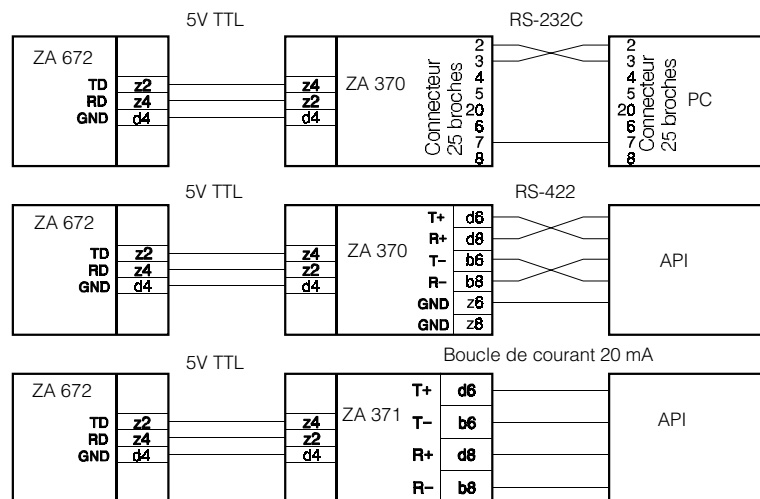 5V TTL RS-232C
ZA 672 ZA 370 Connecteur 25 broches Connecteur 25 broches PC
2 2
3 3
4 4
5 5
20 20
6 6
7 7
8 8
TD z2 z4
RD z4 z2
GND d4 d4
5V TTL RS-422
ZA 672 ZA 370 API
T+ d6
R+ d8
T– b6
R– b8
GND z6
GND z8
TD z2 z4
RD z4 z2
GND d4 d4
5V TTL Boucle de courant 20 mA
ZA 672 ZA 371 API
T+ d6
T– b6
R+ d8
R– b8
TD z2 z4
RD z4 z2
GND d4 d4